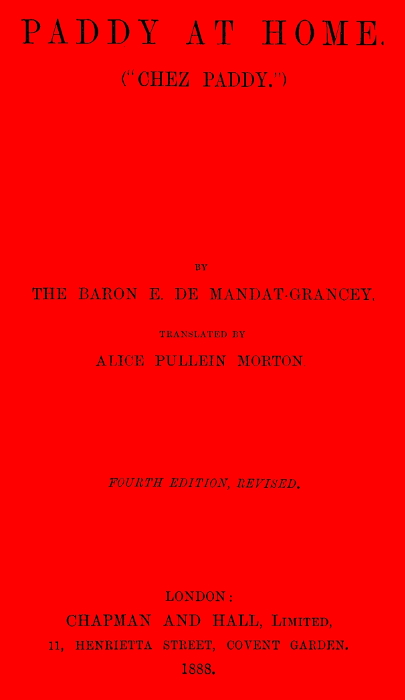 PADDY AT HOME.
("CHEZ PADDY.")
BY
THE BARON E. DE MANDAT-GRANCEY.
TRANSLATED BY
ALICE PULLEIN MORTON
FOURTH EDITION, REVISED.
LONDON:
CHAPMAN AND HALL, LIMITED,
11, HENRIETTA STREET, COVENT GARDEN.
1888.